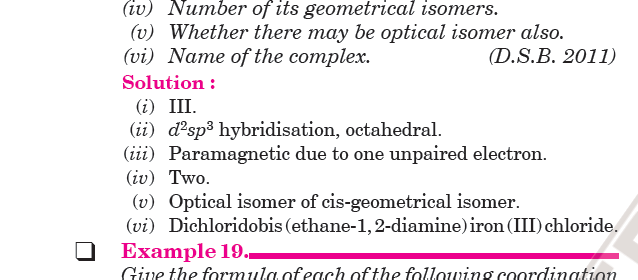 (iv) Number of its geometrical isomers.
(v) Whether there may be optical isomer also.
(vi) Name of the complex. (D.S.B. 2011)
Solution :
(i) III.
(ii) d²sp³ hybridisation, octahedral.
(iii) Paramagnetic due to one unpaired electron.
(iv) Two.
(v) Optical isomer of cis-geometrical isomer.
(vi) Dichloridobis (ethane-1, 2-diamine) iron (III) chloride.
❑ Example 19.
Give the formula of each of the following coordination